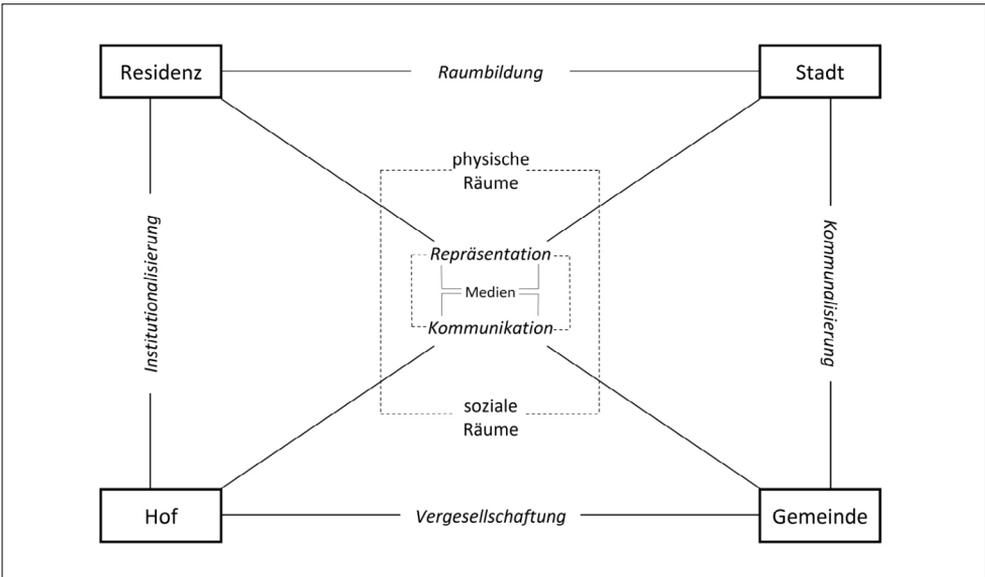 Residenz
Raumbildung
Stadt
physische
Räume
Institutionalisierung
Kommunalisierung
Repräsentation
Medien
Kommunikation
soziale
Räume
Hof
Vergesellschaftung
Gemeinde